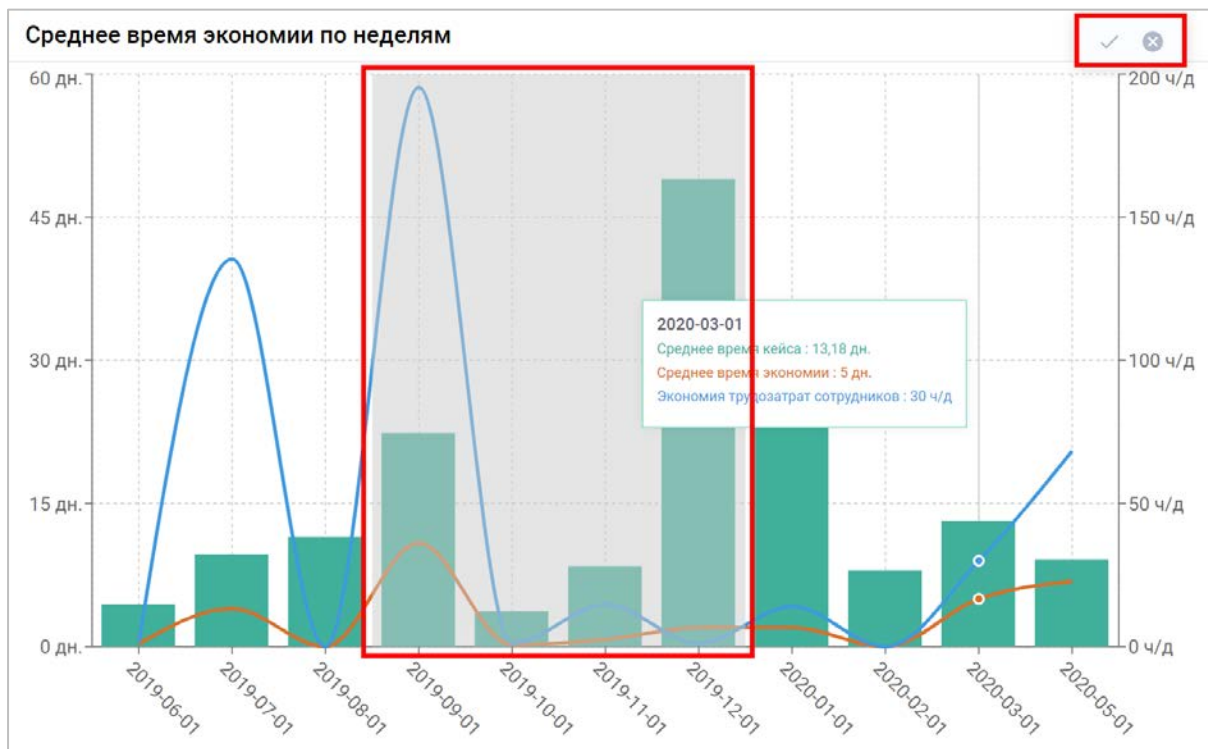 Среднее время экономии по неделям
60 дн.
200 ч/д
45 дн.
150 ч/д
2020-03-01
Среднее время кейса : 13,18 дн.
Среднее время экономии : 5 дн.
Экономия трудозатрат сотрудников : 30 ч/д
30 дн.
100 ч/д
15 дн.
50 ч/д
0 дн.
0 ч/д
2019-06-01
2019-07-01
2019-08-01
2019-09-01
2019-10-01
2019-11-01
2019-12-01
2020-01-01
2020-02-01
2020-03-01
2020-05-01